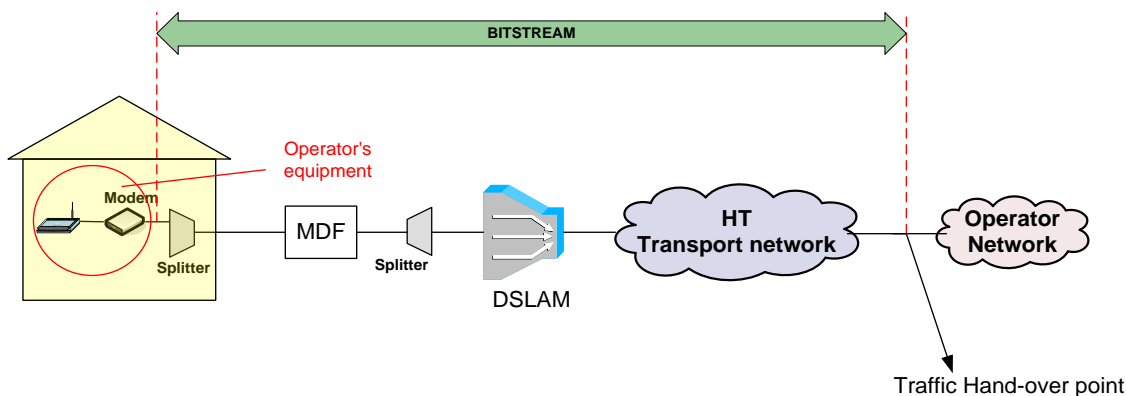 BITSTREAM
Operator's
equipment
Modem
Splitter
MDF
Splitter
DSLAM
HT
Transport network
Operator
Network
Traffic Hand-over point